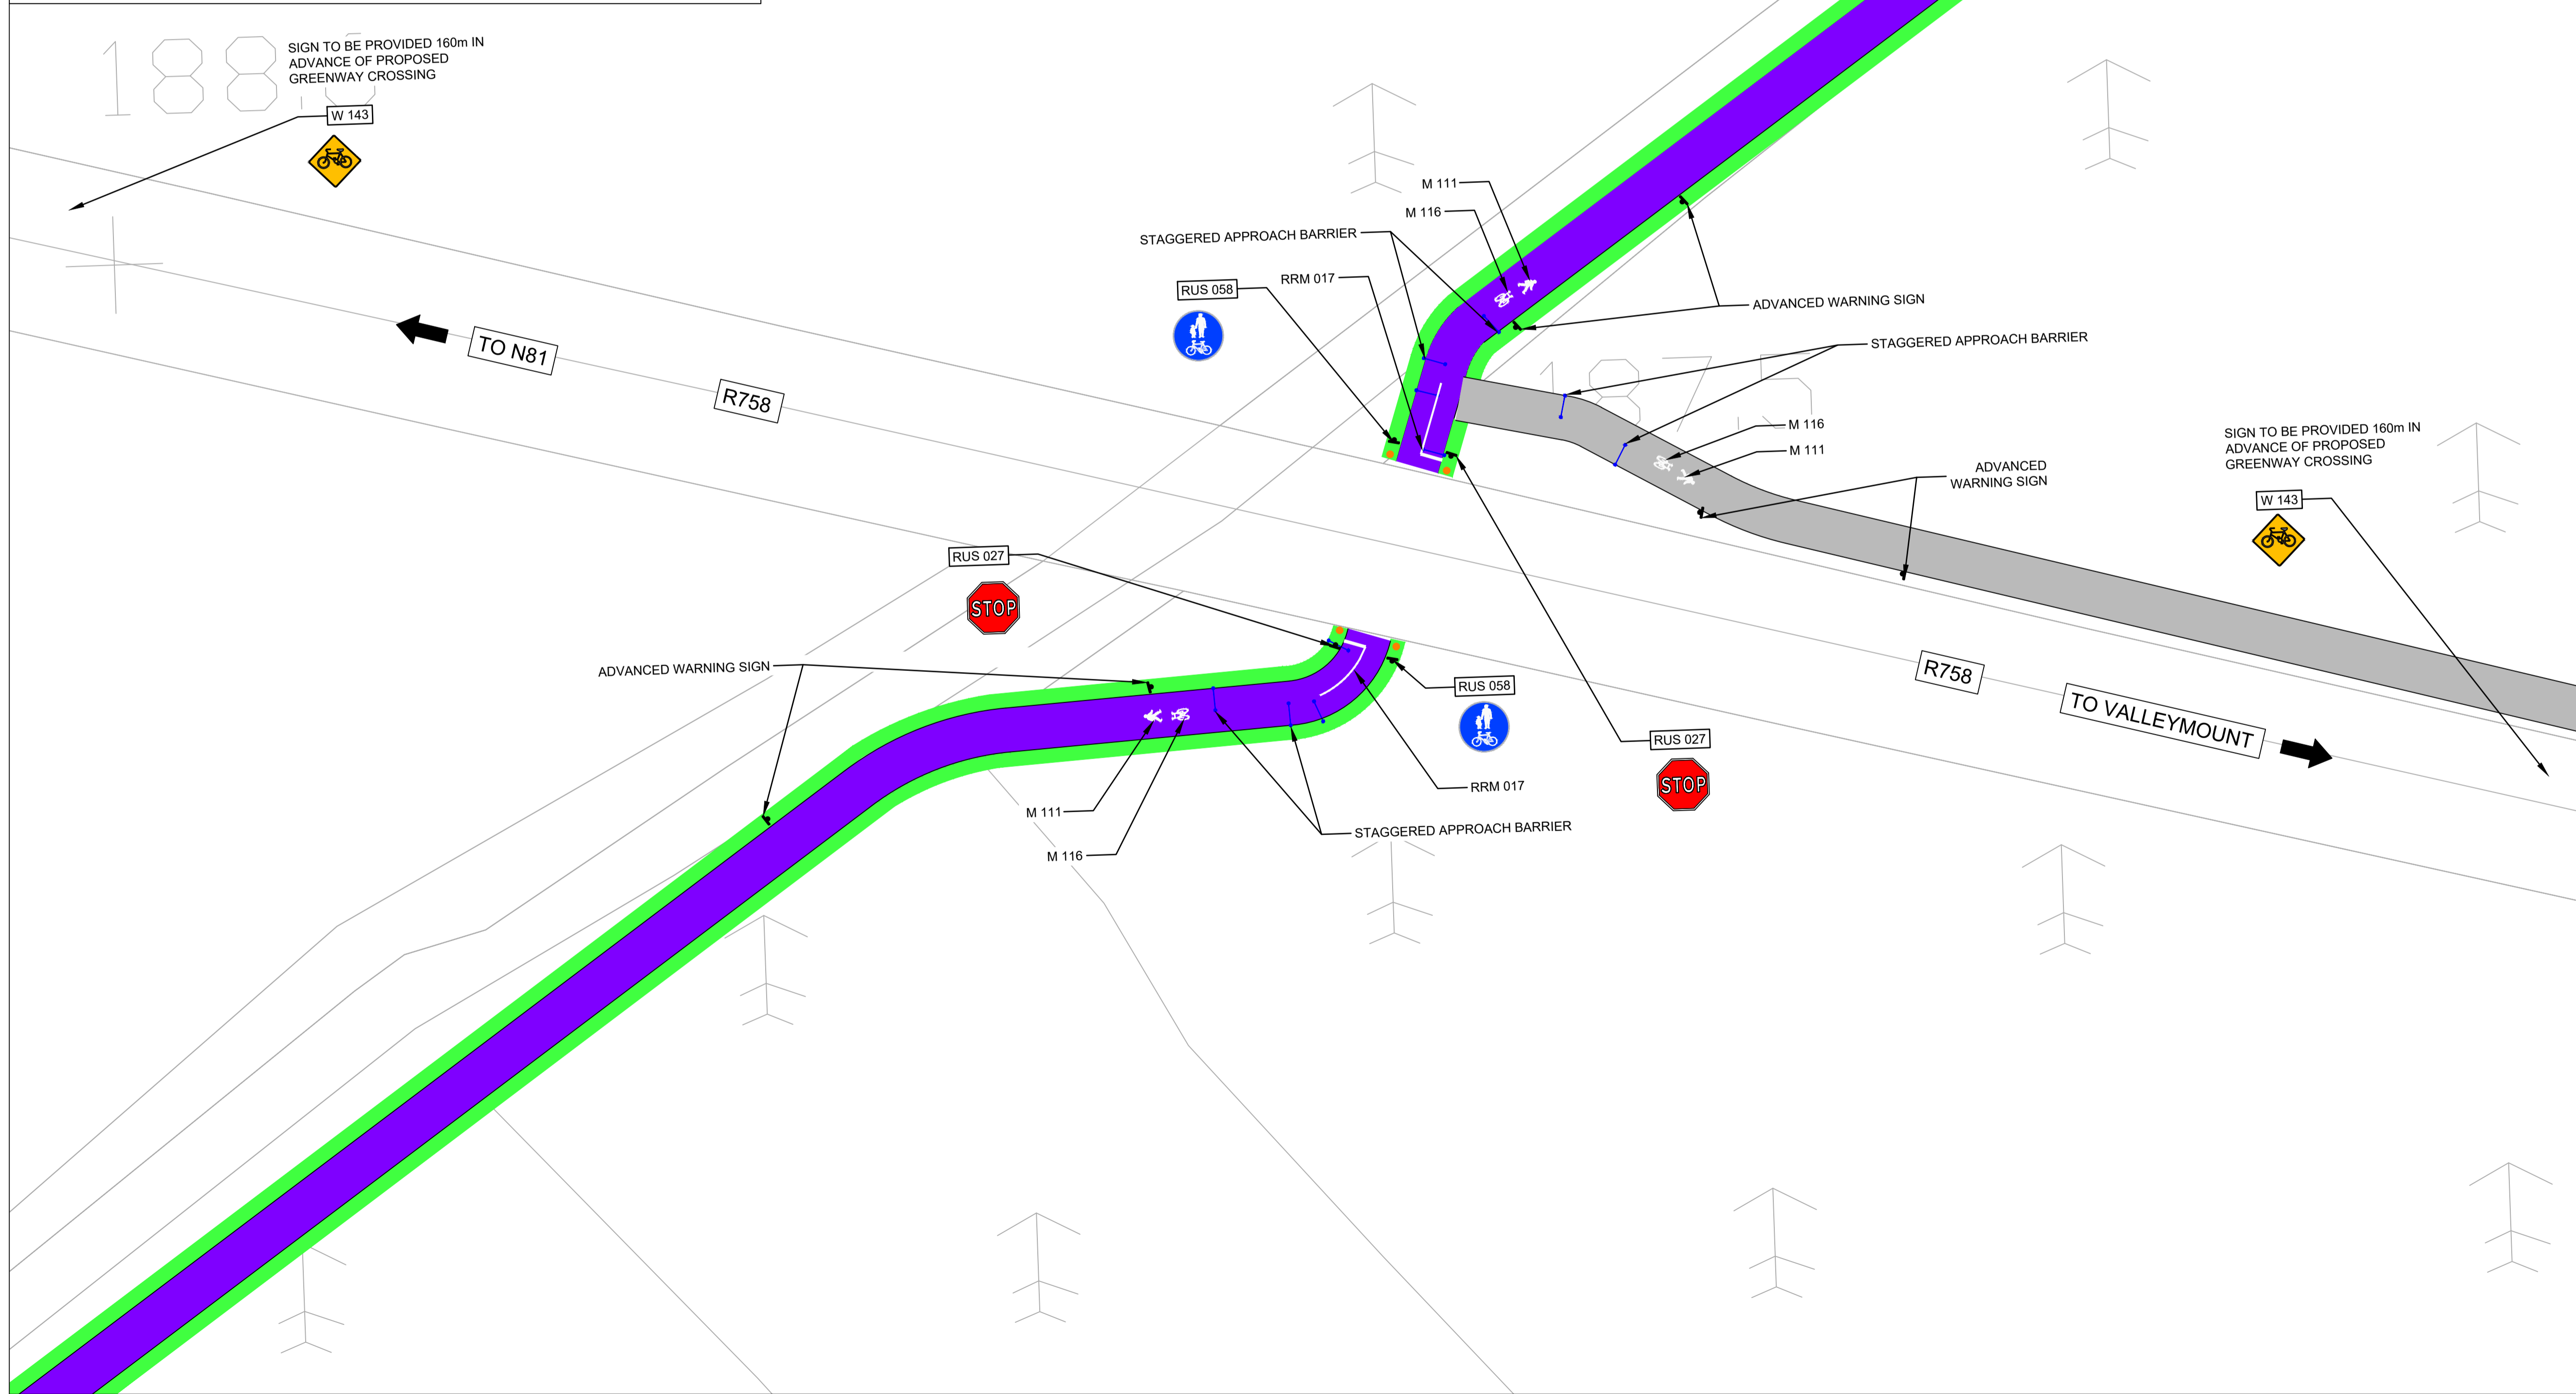 188.8
SIGN TO BE PROVIDED 160m IN
ADVANCE OF PROPOSED
GREENWAY CROSSING
W 143
TO N81
R758
M 111
M 116
STAGGERED APPROACH BARRIER
RUS 058
RRM 017
ADVANCED WARNING SIGN
STAGGERED APPROACH BARRIER
187.5
M 116
M 111
ADVANCED
WARNING SIGN
SIGN TO BE PROVIDED 160m IN
ADVANCE OF PROPOSED
GREENWAY CROSSING
W 143
RUS 027
STOP
ADVANCED WARNING SIGN
RUS 058
R758
TO VALLEYMOUNT
RUS 027
STOP
RRM 017
M 111
M 116
STAGGERED APPROACH BARRIER